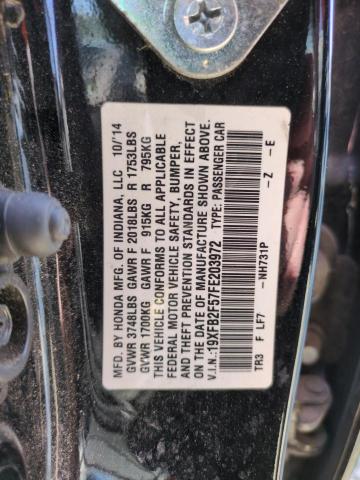 MFD. BY HONDA MFG. OF INDIANA, LLC 10/'14
GVWR 3748LBS GAWR F 2018LBS R 1753LBS
GVWR 1700KG GAWR F 915KG R 795KG
THIS VEHICLE CONFORMS TO ALL APPLICABLE
FEDERAL MOTOR VEHICLE SAFETY, BUMPER,
AND THEFT PREVENTION STANDARDS IN EFFECT
ON THE DATE OF MANUFACTURE SHOWN ABOVE.
V.I.N.:19XFB2F57FE203972 TYPE: PASSENGER CAR
TR3 F LF7 -NH731P -Z -E